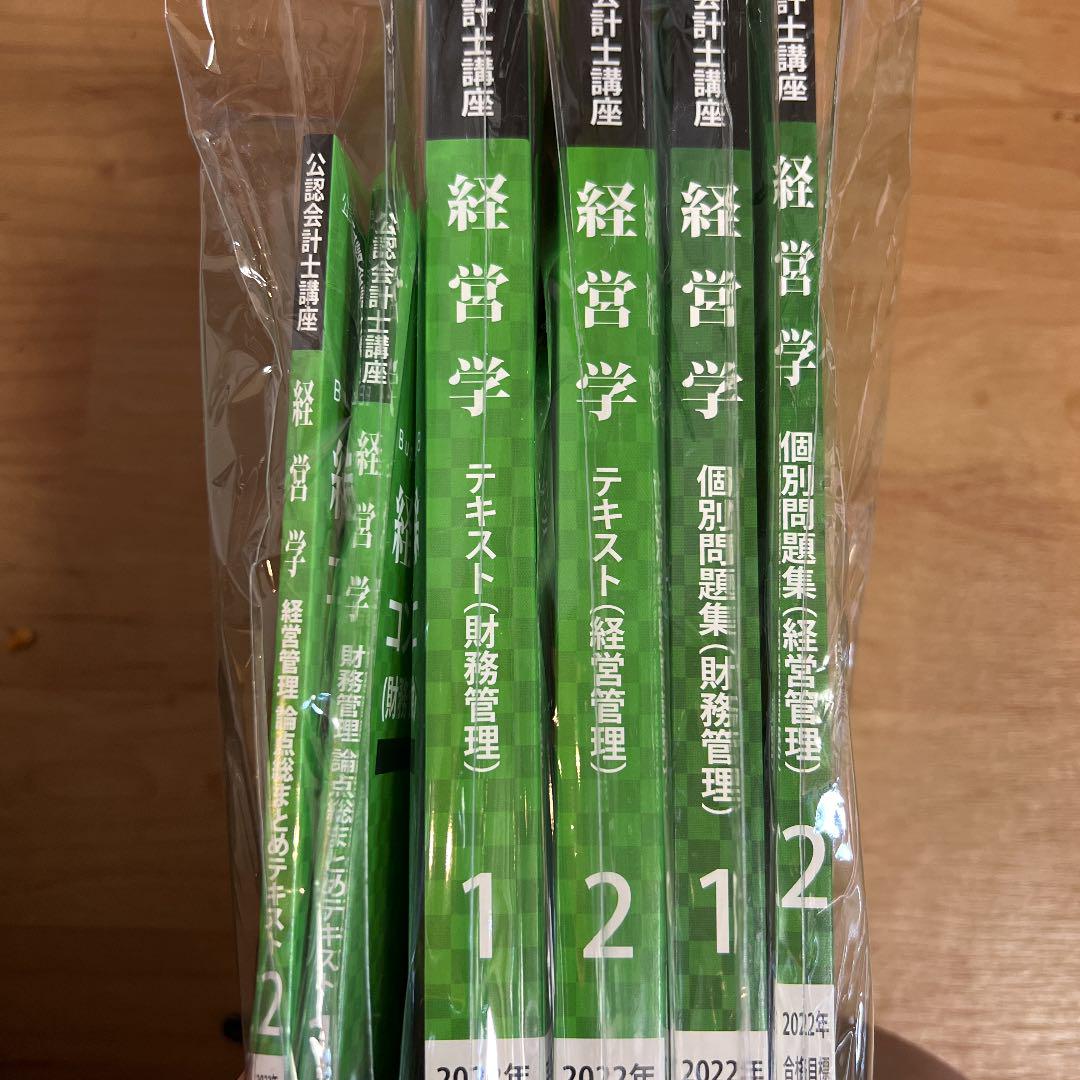 公認会計士講座
経営学
経営管理 論点総まとめテキスト
2
公認会計士講座
経営学
財務管理 論点総まとめテキスト
計士講座
経営学
テキスト(財務管理)
1
会計士講座
経営学
テキスト(経営管理)
2
2022年
会計士講座
経営学
個別問題集(財務管理)
1
2022年
計士講座
経営学
個別問題集(経営管理)
2
2022年
合格目標